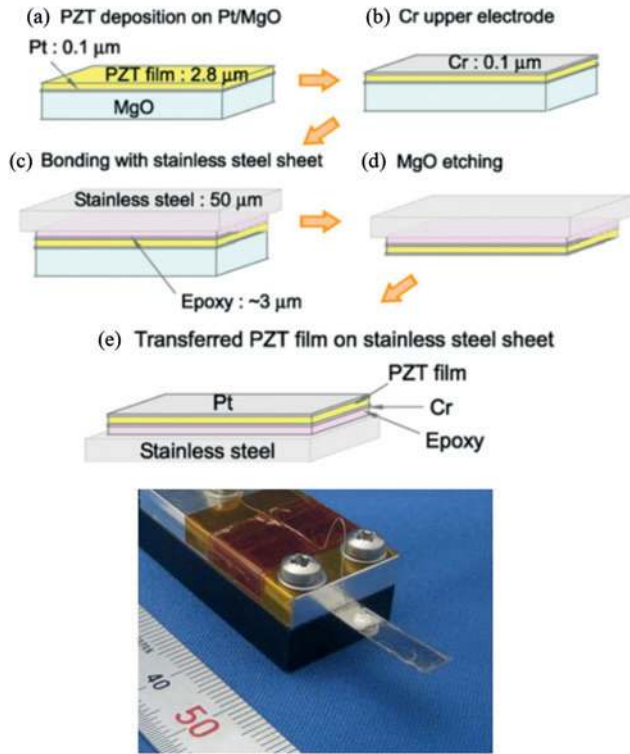 (a) PZT deposition on Pt/MgO
Pt : 0.1 μm
PZT film : 2.8 μm
MgO
(b) Cr upper electrode
Cr : 0.1 μm
(c) Bonding with stainless steel sheet
Stainless steel : 50 μm
Epoxy : ~3 μm
(d) MgO etching
(e) Transferred PZT film on stainless steel sheet
PZT film
Pt
Cr
Epoxy
Stainless steel
40
50